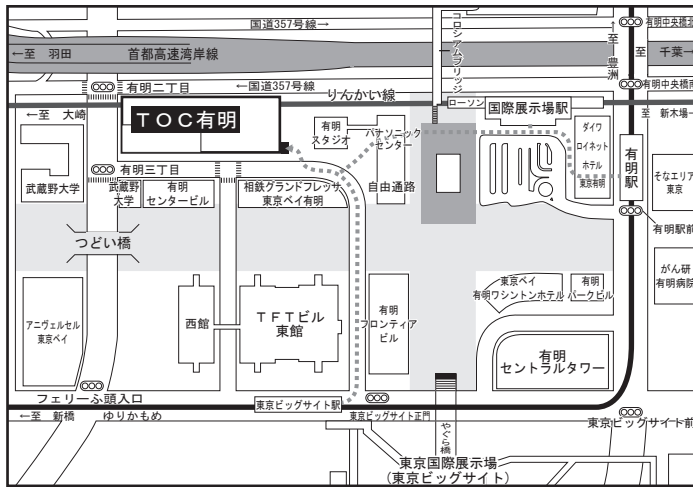 国道357号線→
有明中央橋北
←至 羽田
首都高速湾岸線
コロシアムブリッジ
←至 豊洲
至 千葉→
有明二丁目
←国道357号線
有明中央橋南
りんかい線
←至 大崎
ローソン
国際展示場駅
至 新木場→
TOC有明
有明
スタジオ
パナソニック
センター
ダイワ
ロイネット
ホテル
東京有明
有明駅
有明三丁目
武蔵野大学
武蔵野
大学
有明
センタービル
相鉄グランドフレッサ
東京ベイ有明
自由通路
そなエリア
東京
有明駅前
つどい橋
がん研
有明病院
アニヴェルセル
東京ベイ
西館
TFTビル
東館
有明
フロンティア
ビル
東京ベイ
有明ワシントンホテル
有明
パークビル
有明
セントラルタワー
フェリーふ頭入口
東京ビッグサイト駅
←至 新橋
ゆりかもめ
東京ビッグサイト正門
やぐら橋
東京ビッグサイト前
東京国際展示場
(東京ビッグサイト)